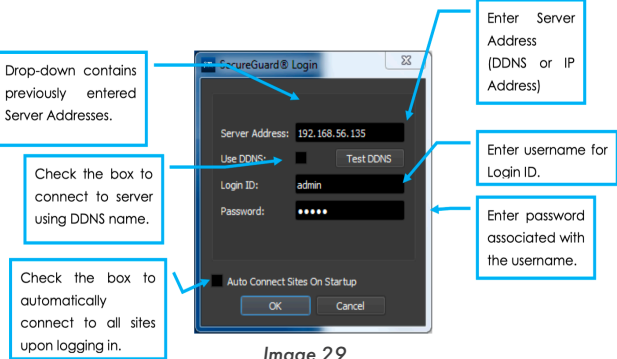 Enter Server
Address
(DDNS or IP
Address)
Drop-down contains
previously entered
Server Addresses.
SecureGuard® Login
Server Address: 192.168.56.135
Use DDNS: Test DDNS
Login ID: admin
Password: •••••
Check the box to
connect to server
using DDNS name.
Enter username for
Login ID.
Enter password
associated with
the username.
Check the box to
automatically
connect to all sites
upon logging in.
Auto Connect Sites On Startup
OK Cancel
Image 29